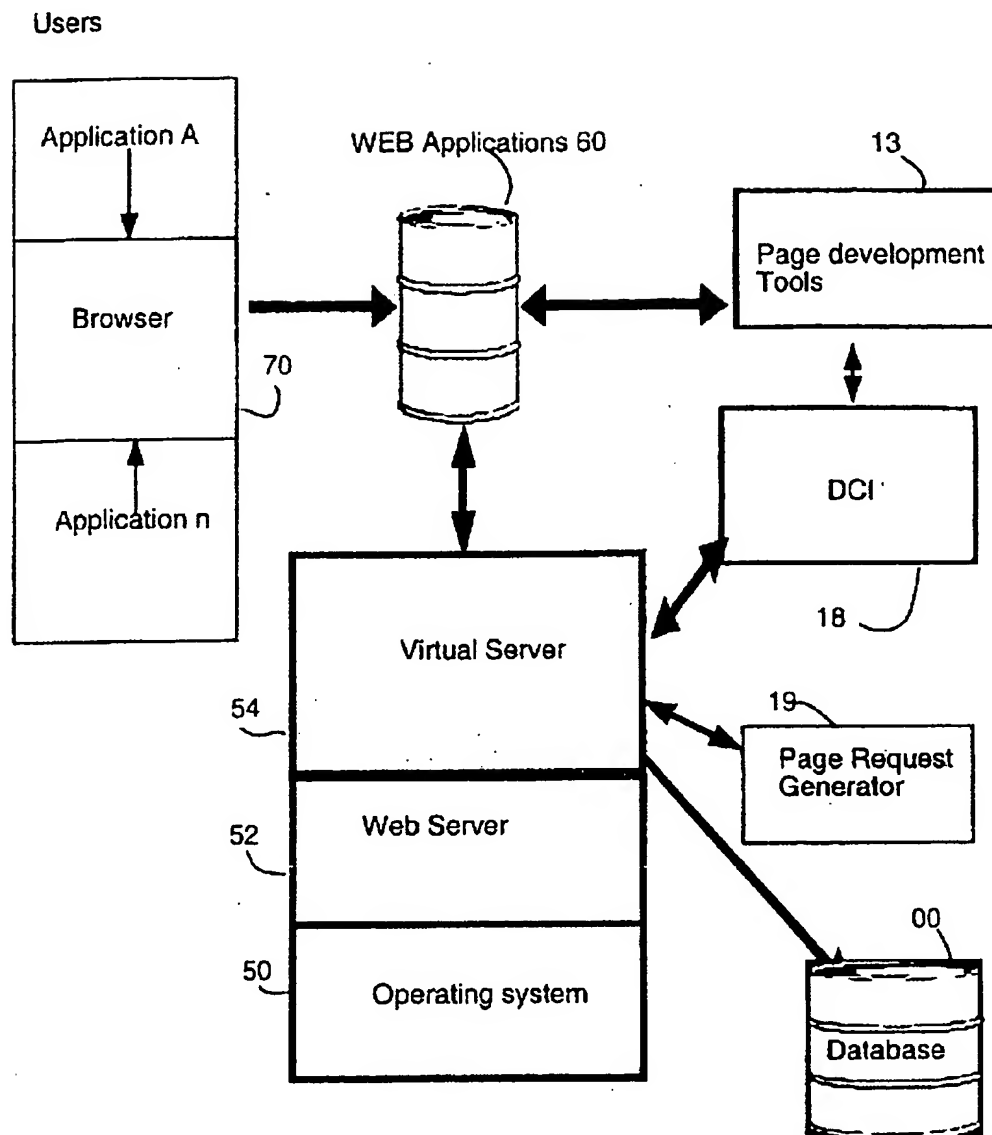 Users
Application A
WEB Applications 60
13
Page development
Tools
Browser
70
DCI
Application n
18
Virtual Server
54
19
Page Request
Generator
Web Server
52
00
50
Operating system
Database